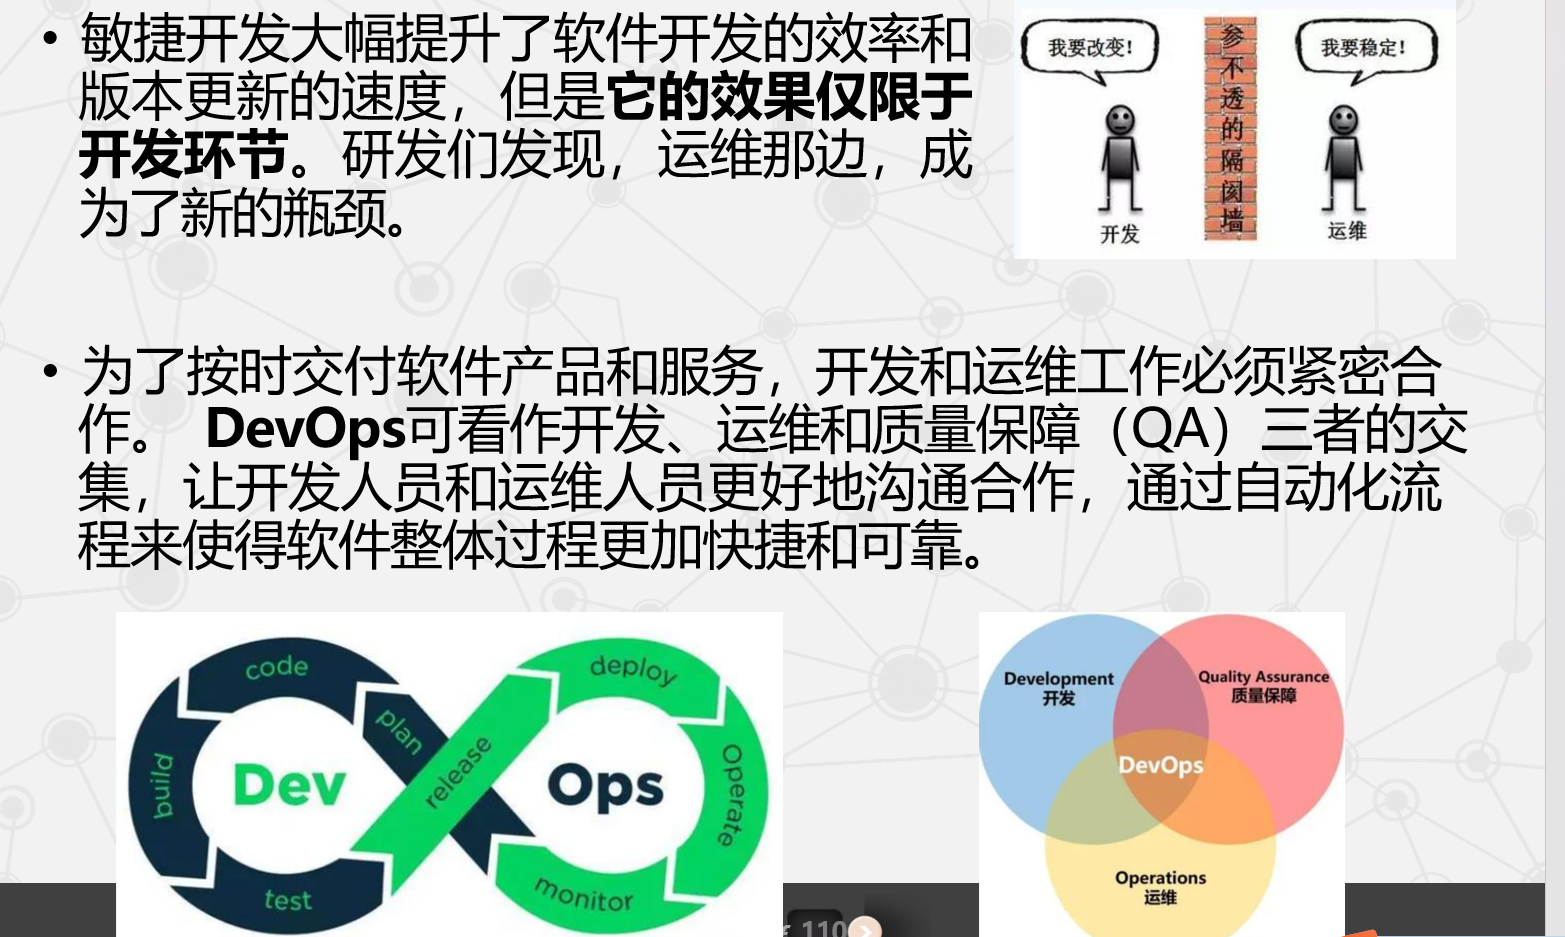 • 敏捷开发大幅提升了软件开发的效率和
版本更新的速度，但是它的效果仅限于
开发环节。研发们发现，运维那边，成
为了新的瓶颈。
我要改变！
参不透的隔阂墙
我要稳定！
开发
运维
• 为了按时交付软件产品和服务，开发和运维工作必须紧密合
作。 DevOps可看作开发、运维和质量保障（QA）三者的交
集，让开发人员和运维人员更好地沟通合作，通过自动化流
程来使得软件整体过程更加快捷和可靠。
code
plan
build
Dev
test
release
deploy
Ops
Operate
monitor
Development
开发
Quality Assurance
质量保障
DevOps
Operations
运维
110